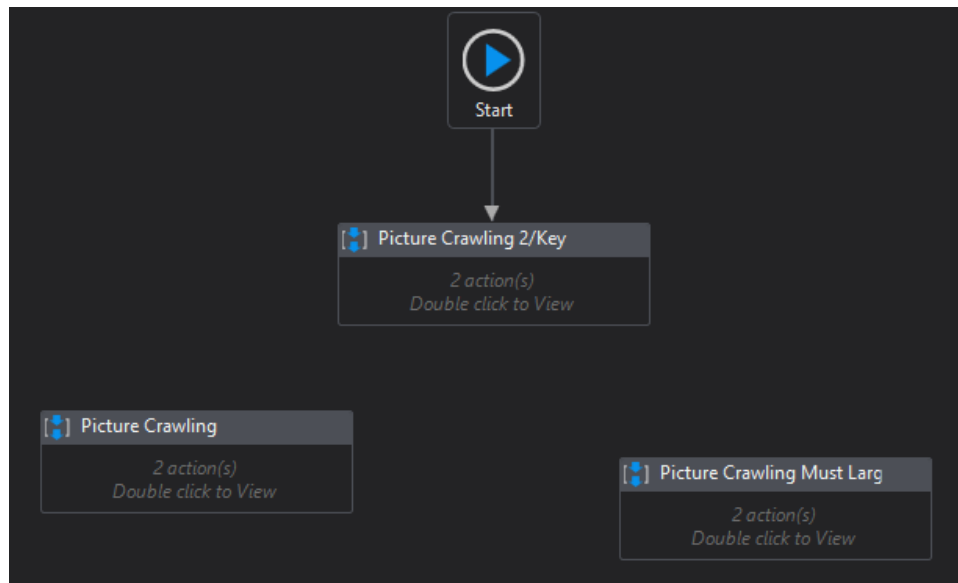 Start
Picture Crawling 2/Key
2 action(s)
Double click to View
Picture Crawling
2 action(s)
Double click to View
Picture Crawling Must Larg
2 action(s)
Double click to View